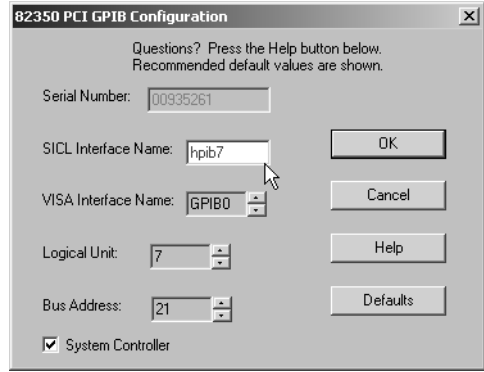 82350 PCI GPIB Configuration
Questions? Press the Help button below.
Recommended default values are shown.
Serial Number: 00935261
SICL Interface Name: hpib7
OK
VISA Interface Name: GPIB0
Cancel
Logical Unit: 7
Help
Bus Address: 21
Defaults
System Controller